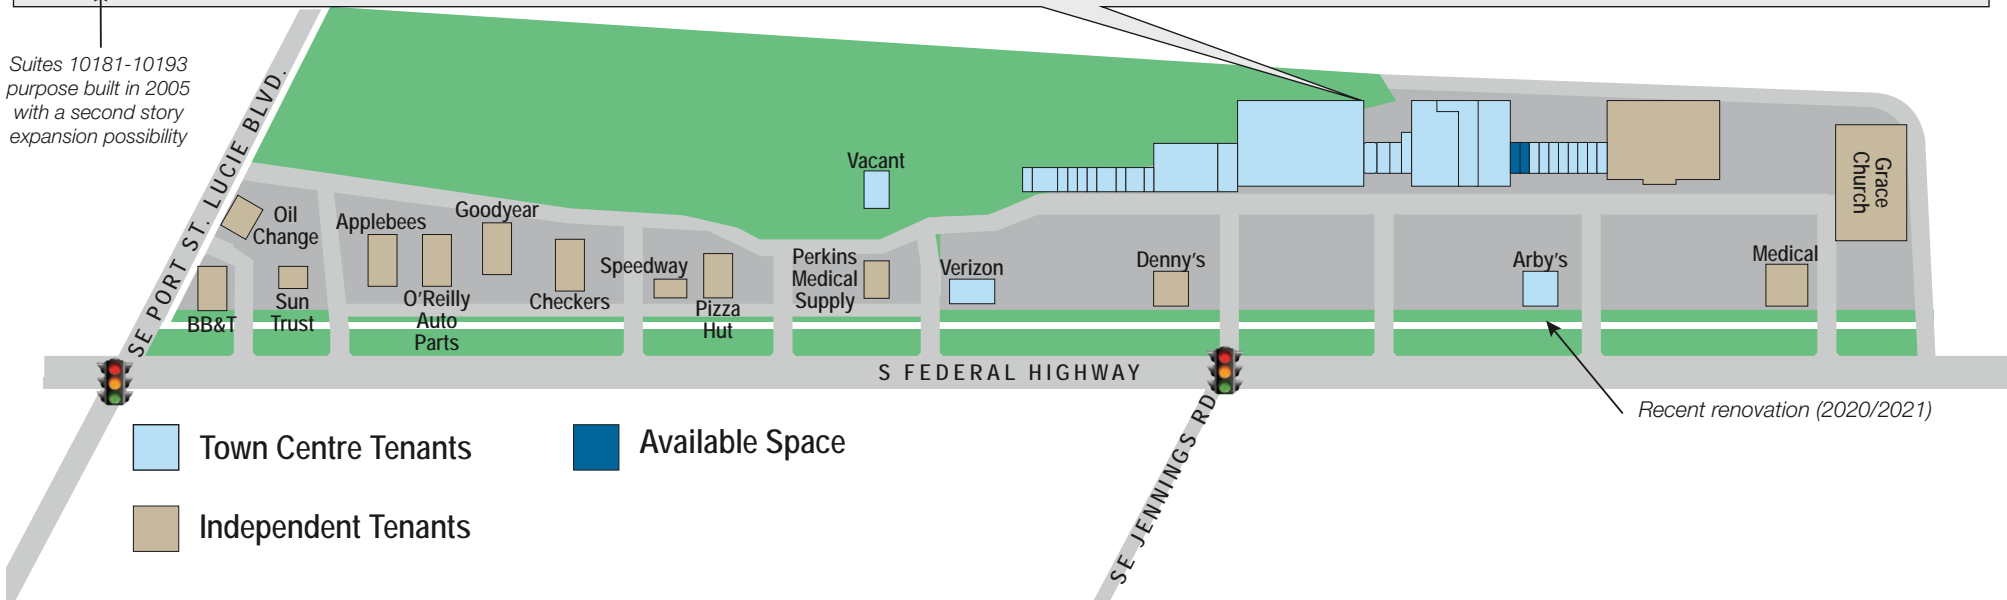 Suites 10181-10193
purpose built in 2005
with a second story
expansion possibility
SE PORT ST. LUCIE BLVD.
Vacant
Oil
Change
Applebees
Goodyear
Grace
Church
BB&T
Sun
Trust
O'Reilly
Auto
Parts
Checkers
Speedway
Pizza
Hut
Perkins
Medical
Supply
Verizon
Denny's
Arby's
Medical
S FEDERAL HIGHWAY
SE JENNINGS RD
Recent renovation (2020/2021)
Town Centre Tenants
Available Space
Independent Tenants